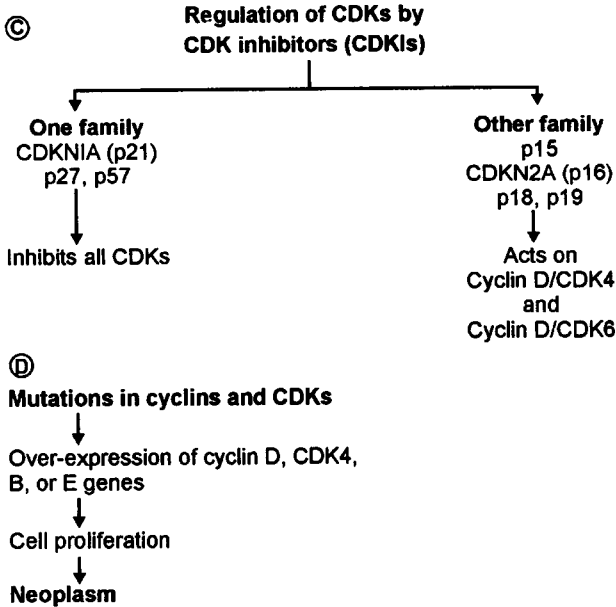 Ⓒ
Regulation of CDKs by
CDK inhibitors (CDKIs)
One family
CDKNIA (p21)
p27, p57
Inhibits all CDKs
Other family
p15
CDKN2A (p16)
p18, p19
Acts on
Cyclin D/CDK4
and
Cyclin D/CDK6
Ⓓ
Mutations in cyclins and CDKs
Over-expression of cyclin D, CDK4,
B, or E genes
Cell proliferation
Neoplasm